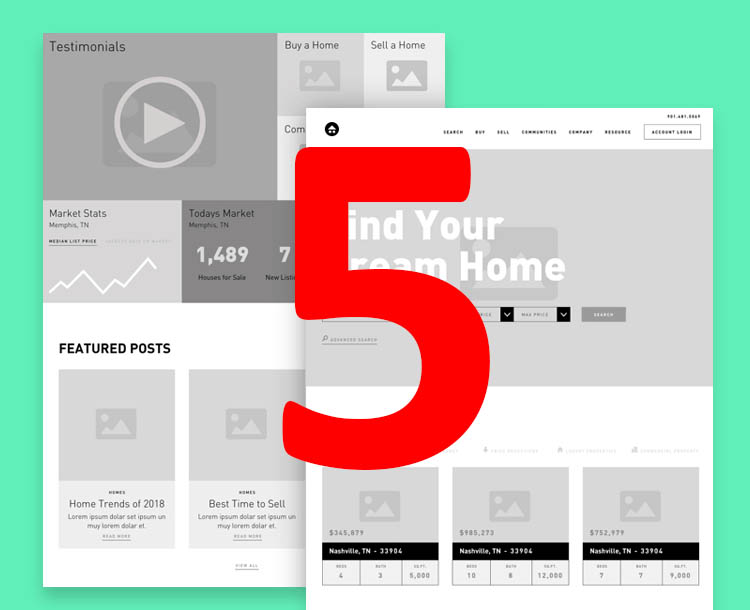 Testimonials
Buy a Home
Sell a Home
Com
Market Stats
Memphis, TN
MEDIAN LIST PRICE
Todays Market
Memphis, TN
1,489
7
Houses for Sale
New Listin
FEATURED POSTS
HOMES
Home Trends of 2018
Lorem ipsum dolor set ipsum un
muy lorem dolar et.
READ MORE
HOMES
Best Time to Sell
Lorem ipsum dolor set ipsum un
muy lorem dolar et.
READ MORE
VIEW ALL
901.481.0069
SEARCH BUY SELL COMMUNITIES COMPANY RESOURCE ACCOUNT LOGIN
5
ind Your
ream Home
ICE MAX PRICE SEARCH
ADVANCED SEARCH
PRICE REDUCTIONS LUXURY PROPERTIES COMMERCIAL PROPERTY
$345,879
Nashville, TN - 33904
BEDS BATH SQ.FT.
4 3 5,000
$985,273
Nashville, TN - 33904
BEDS BATH SQ.FT.
10 8 12,000
$752,979
Nashville, TN - 33904
BEDS BATH SQ.FT.
7 7 9,000